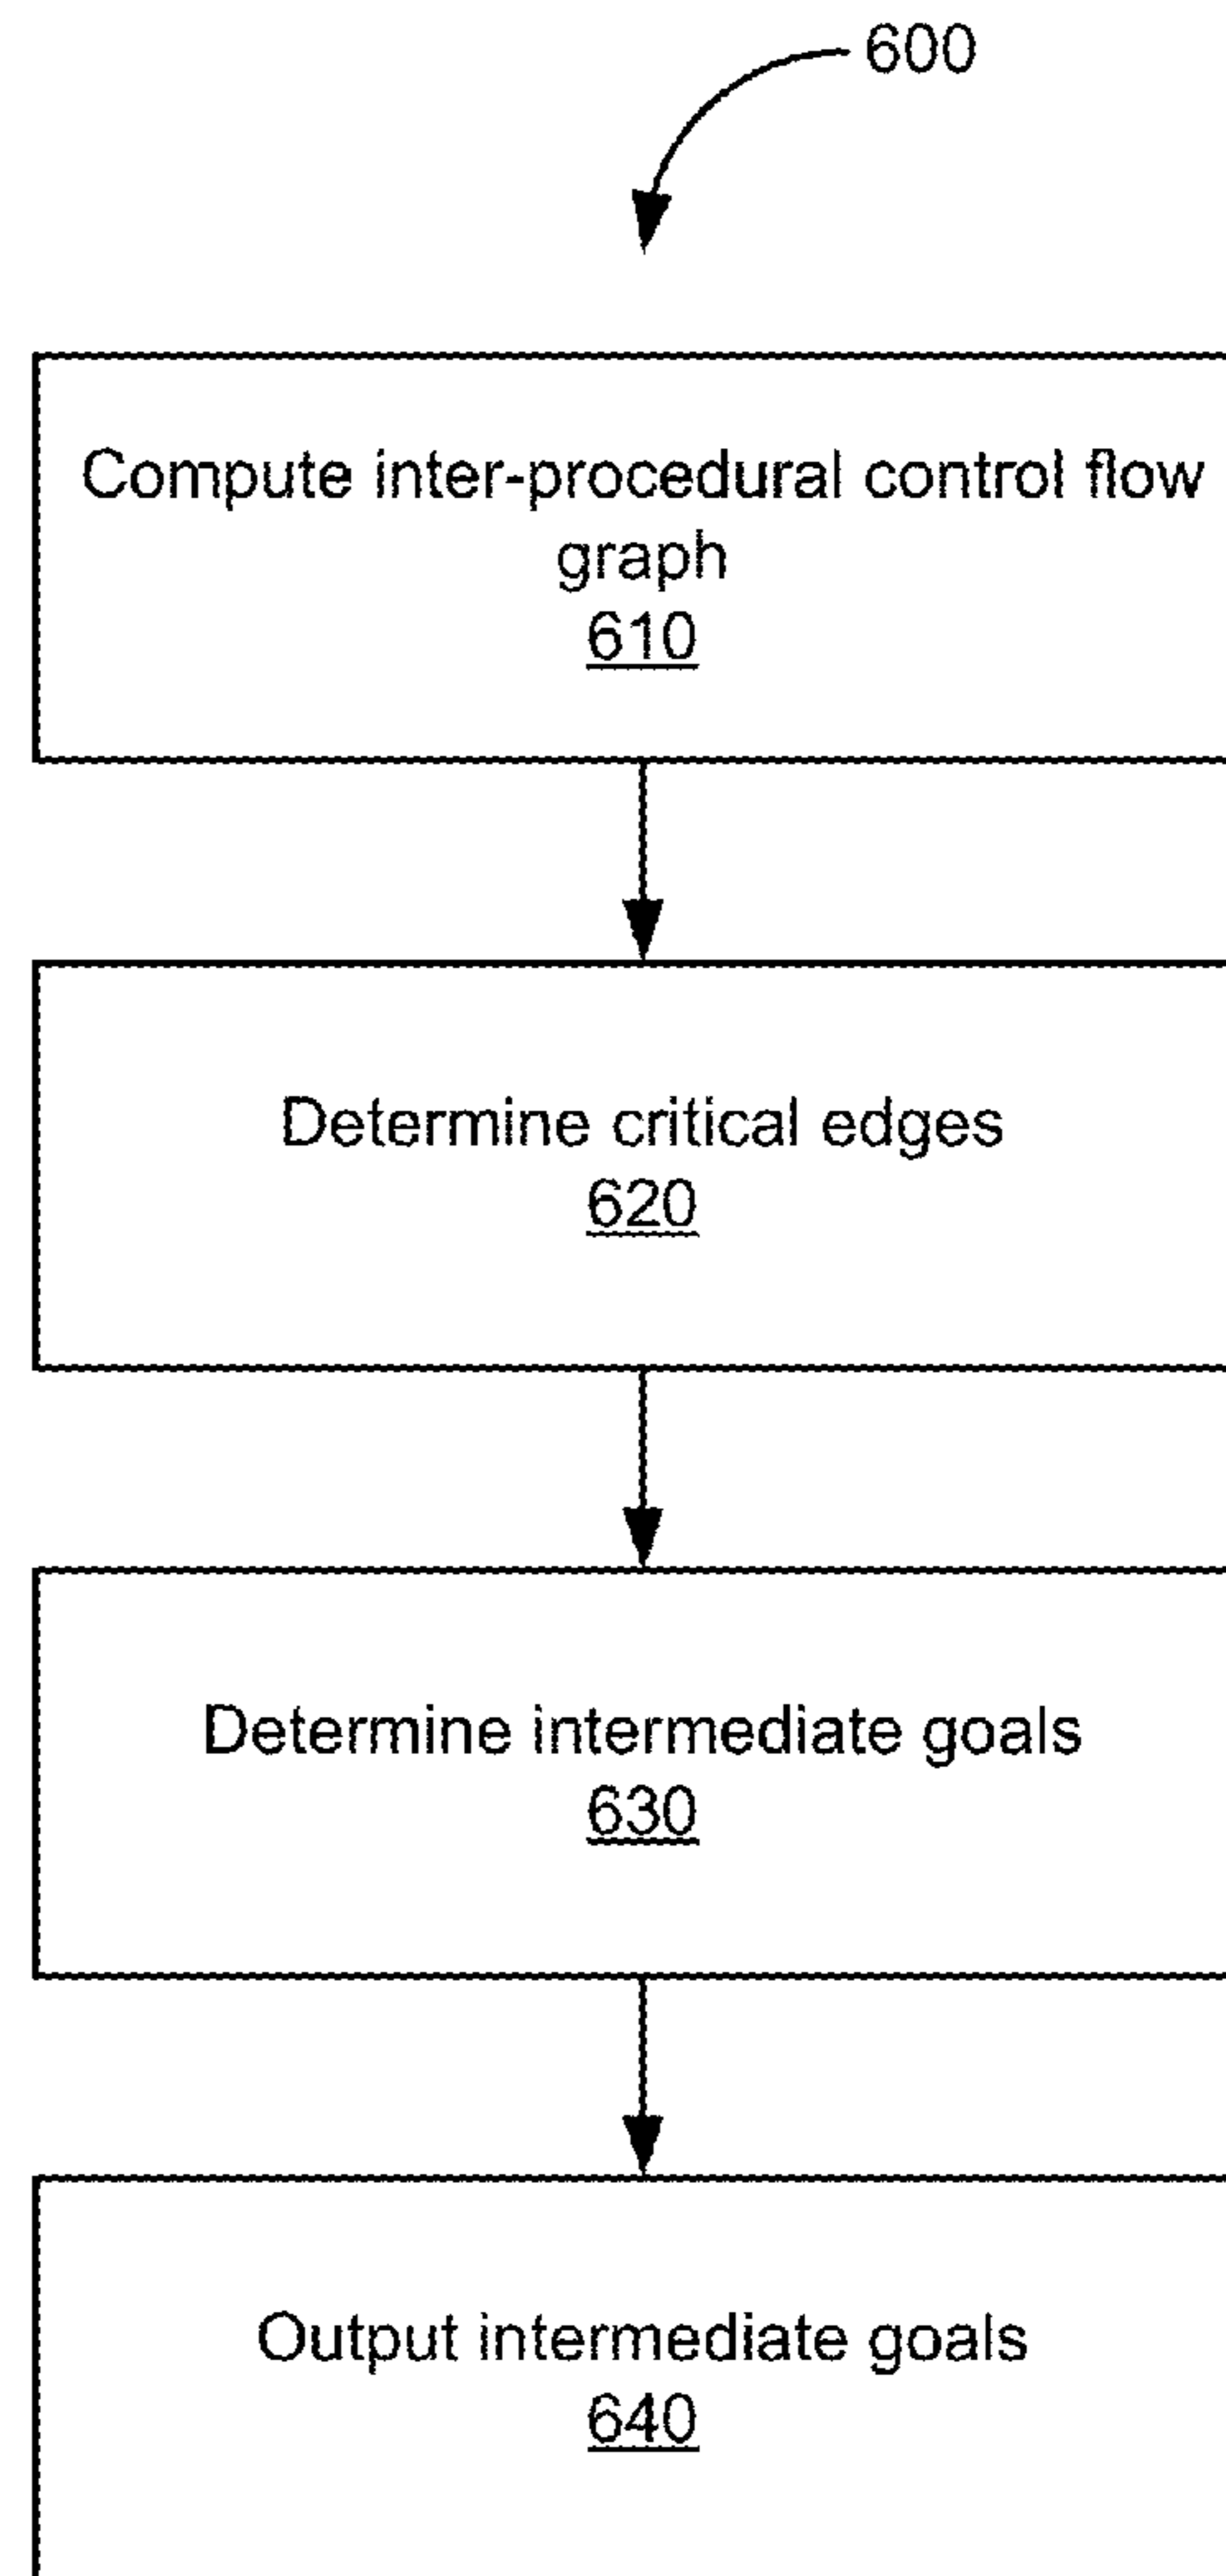 600
Compute inter-procedural control flow
graph
610
Determine critical edges
620
Determine intermediate goals
630
Output intermediate goals
640